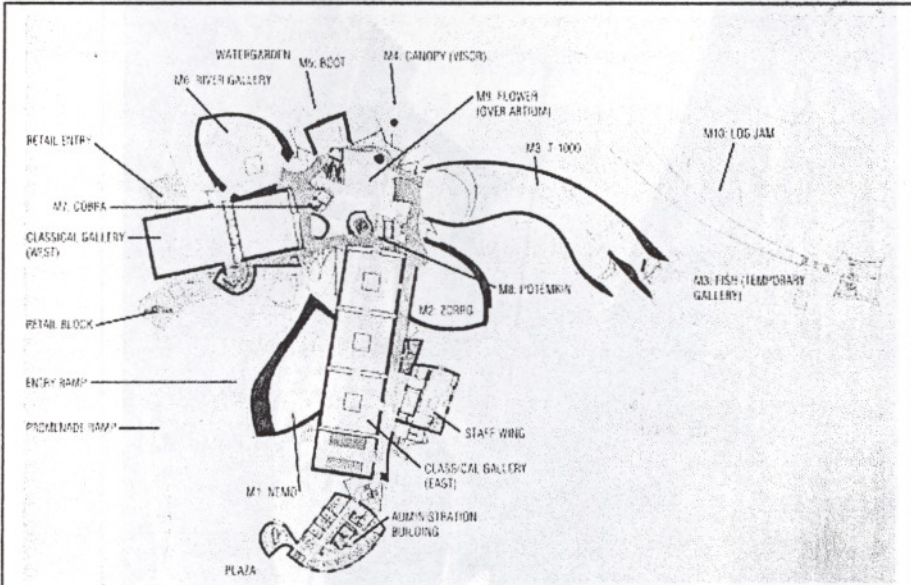 WATERGARDEN
M5: BOOT
M4: CANOPY (VISOR)
M6: RIVER GALLERY
M9: FLOWER
(OVER ARTIUM)
M10: LOG JAM
RETAIL ENTRY
M3: T-1000
M7: COBRA
CLASSICAL GALLERY
(WEST)
M8: POTEMKIN
M3: FISH (TEMPORARY
GALLERY)
M2: ZORRO
RETAIL BLOCK
ENTRY RAMP
PROMENADE RAMP
STAFF WING
CLASSICAL GALLERY
(EAST)
M1: NEMO
ADMINISTRATION
BUILDING
PLAZA